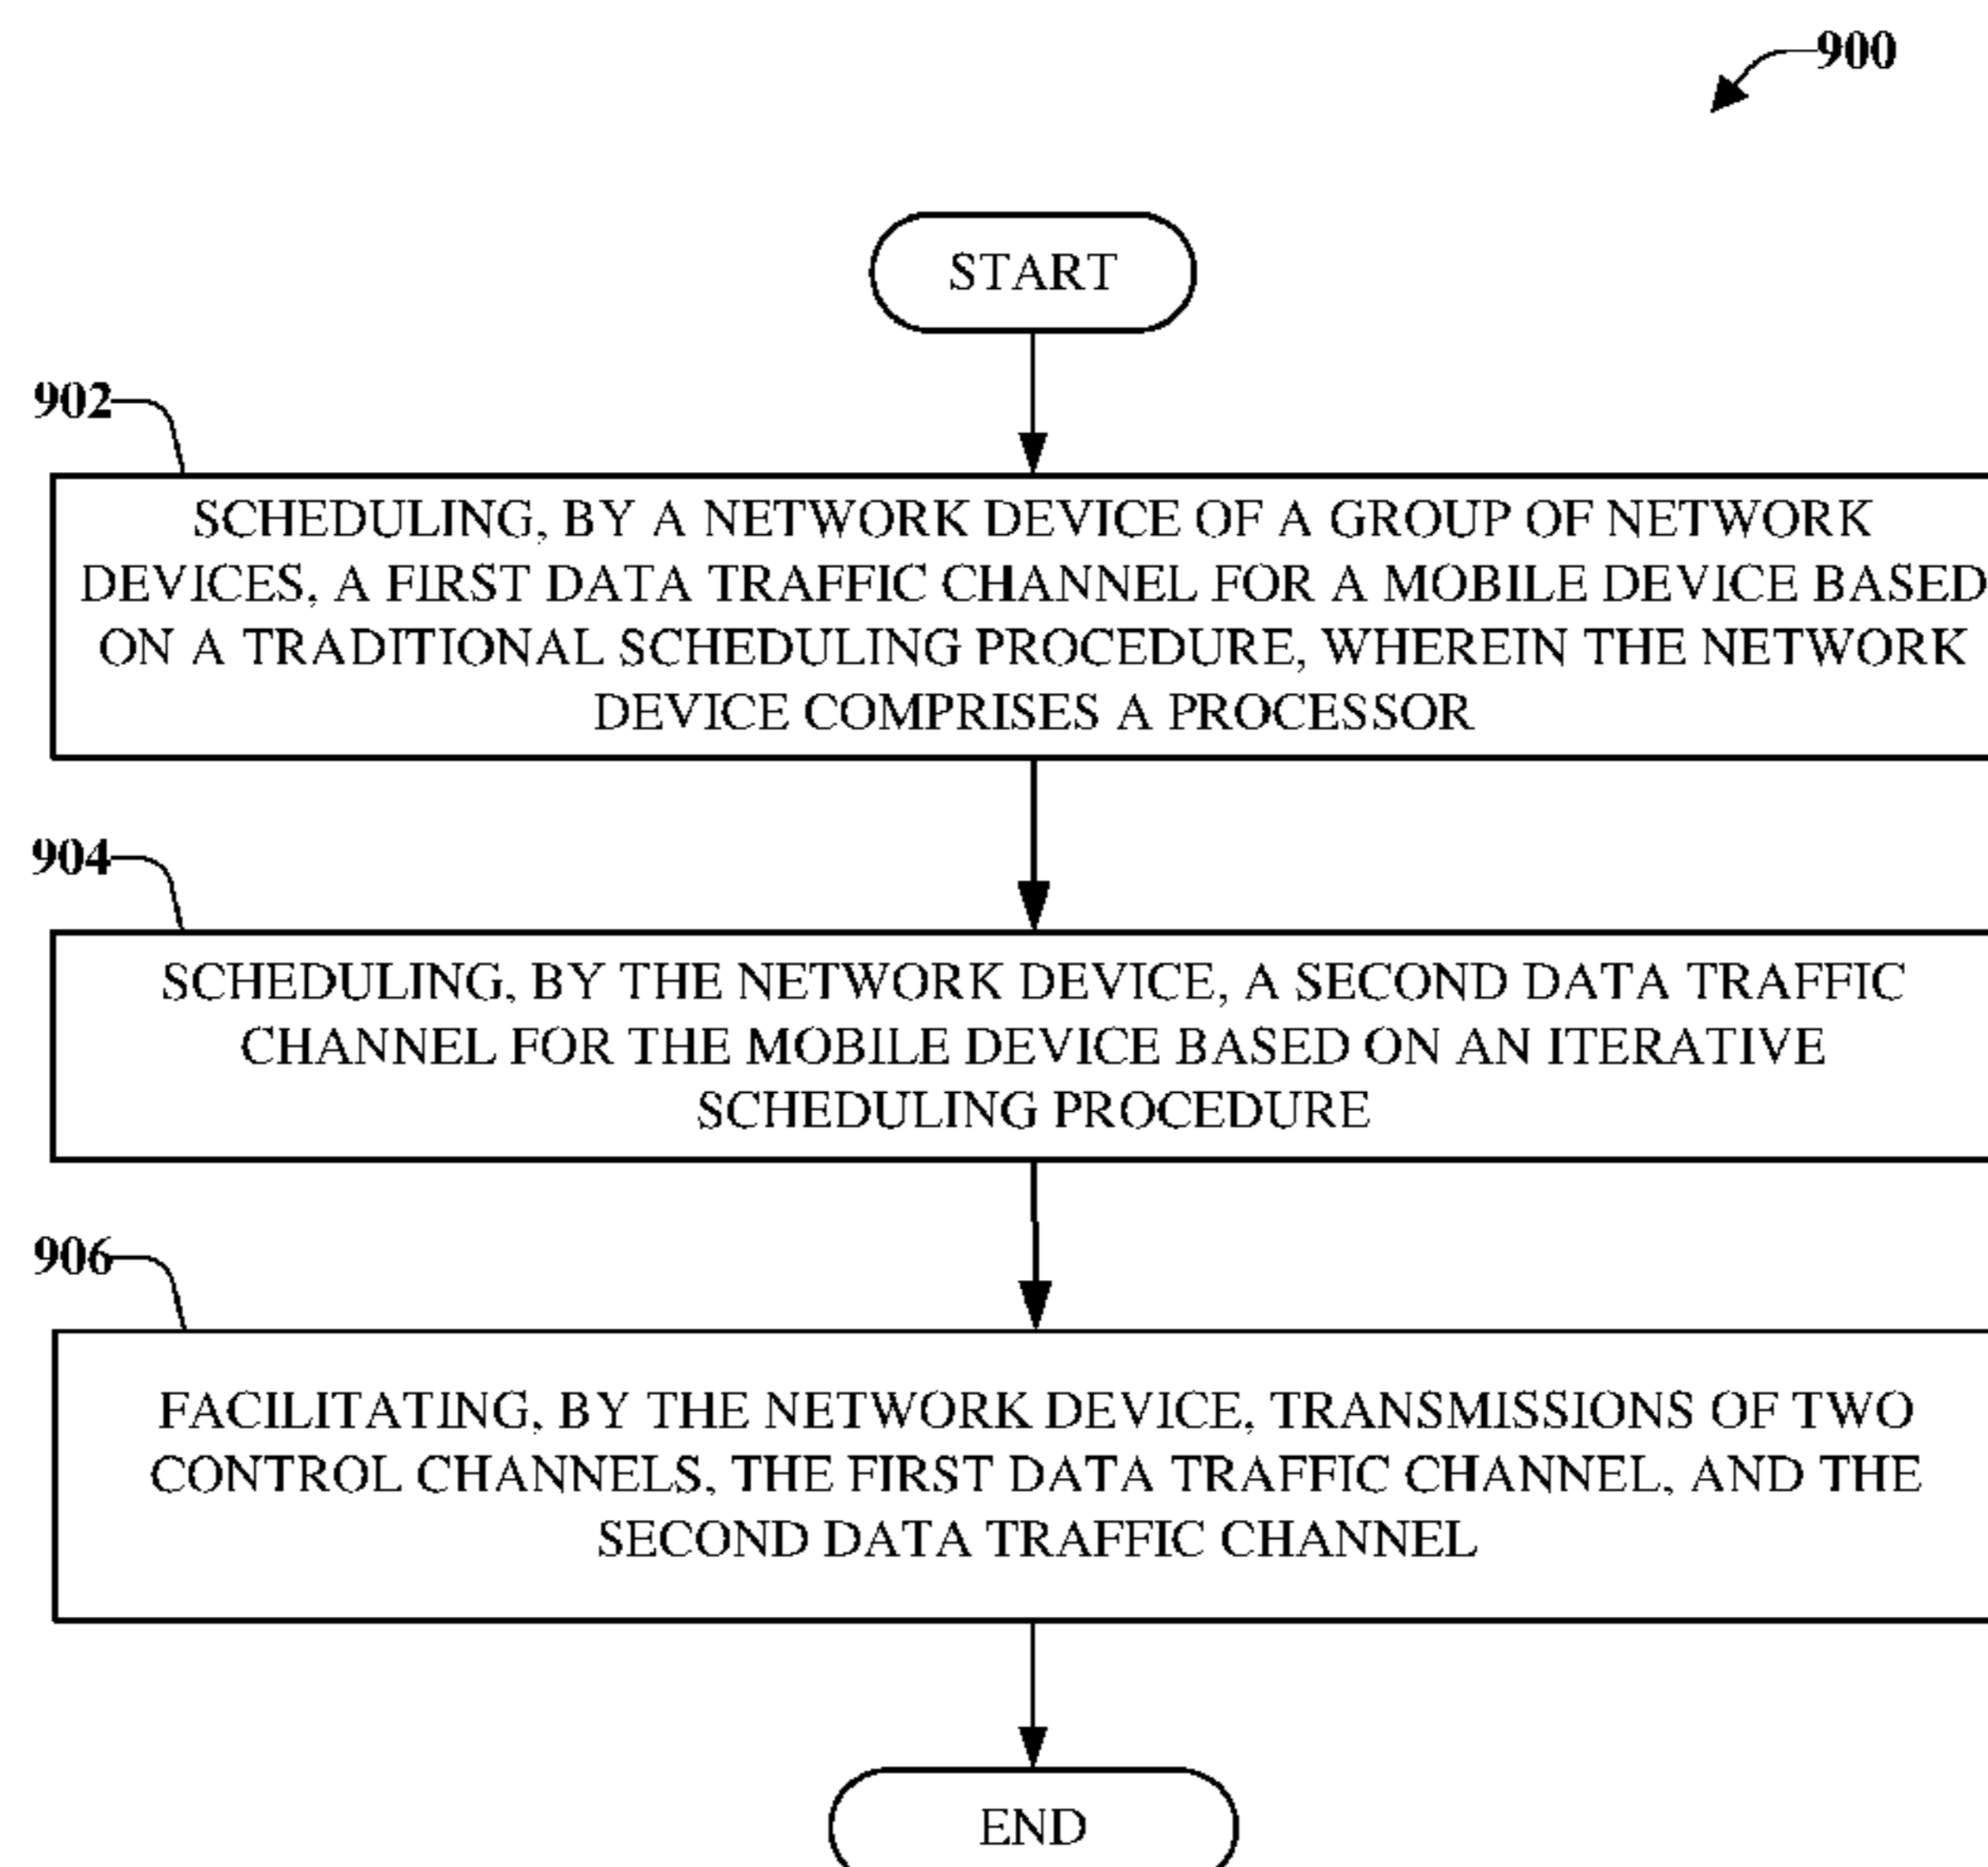 900
START
902
SCHEDULING, BY A NETWORK DEVICE OF A GROUP OF NETWORK
DEVICES, A FIRST DATA TRAFFIC CHANNEL FOR A MOBILE DEVICE BASED
ON A TRADITIONAL SCHEDULING PROCEDURE, WHEREIN THE NETWORK
DEVICE COMPRISES A PROCESSOR
904
SCHEDULING, BY THE NETWORK DEVICE, A SECOND DATA TRAFFIC
CHANNEL FOR THE MOBILE DEVICE BASED ON AN ITERATIVE
SCHEDULING PROCEDURE
906
FACILITATING, BY THE NETWORK DEVICE, TRANSMISSIONS OF TWO
CONTROL CHANNELS, THE FIRST DATA TRAFFIC CHANNEL, AND THE
SECOND DATA TRAFFIC CHANNEL
END